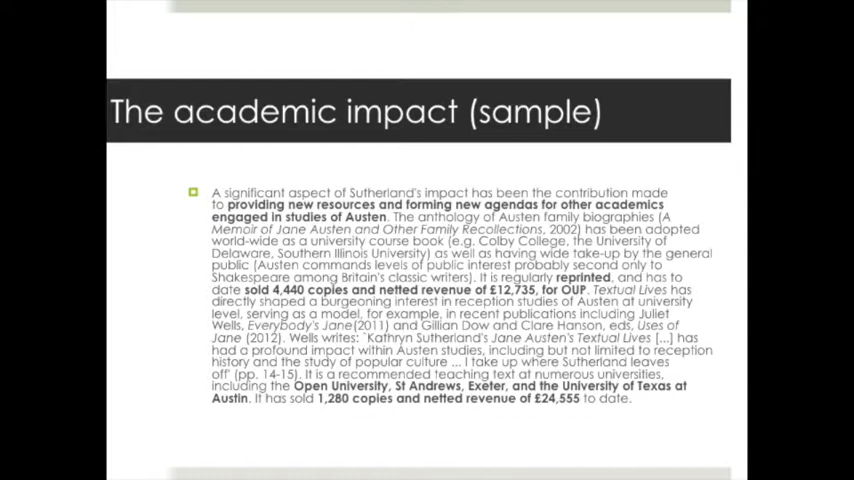 The academic impact (sample)
A significant aspect of Sutherland's impact has been the contribution made
to providing new resources and forming new agendas for other academics
engaged in studies of Austen. The anthology of Austen family biographies (A
Memoir of Jane Austen and Other Family Recollections, 2002) has been adopted
world-wide as a university course book (e.g. Colby College, the University of
Delaware, Southern Illinois University) as well as having wide take-up by the general
public (Austen commands levels of public interest probably second only to
Shakespeare among Britain's classic writers). It is regularly reprinted, and has to
date sold 4,440 copies and netted revenue of £12,735, for OUP. Textual Lives has
directly shaped a burgeoning interest in reception studies of Austen at university
level, serving as a model, for example, in recent publications including Juliet
Wells, Everybody's Jane(2011) and Gillian Dow and Clare Hanson, eds, Uses of
Jane (2012). Wells writes: `Kathryn Sutherland's Jane Austen's Textual Lives [...] has
had a profound impact within Austen studies, including but not limited to reception
history and the study of popular culture ... I take up where Sutherland leaves
off' (pp. 14-15). It is a recommended teaching text at numerous universities,
including the Open University, St Andrews, Exeter, and the University of Texas at
Austin. It has sold 1,280 copies and netted revenue of £24,555 to date.